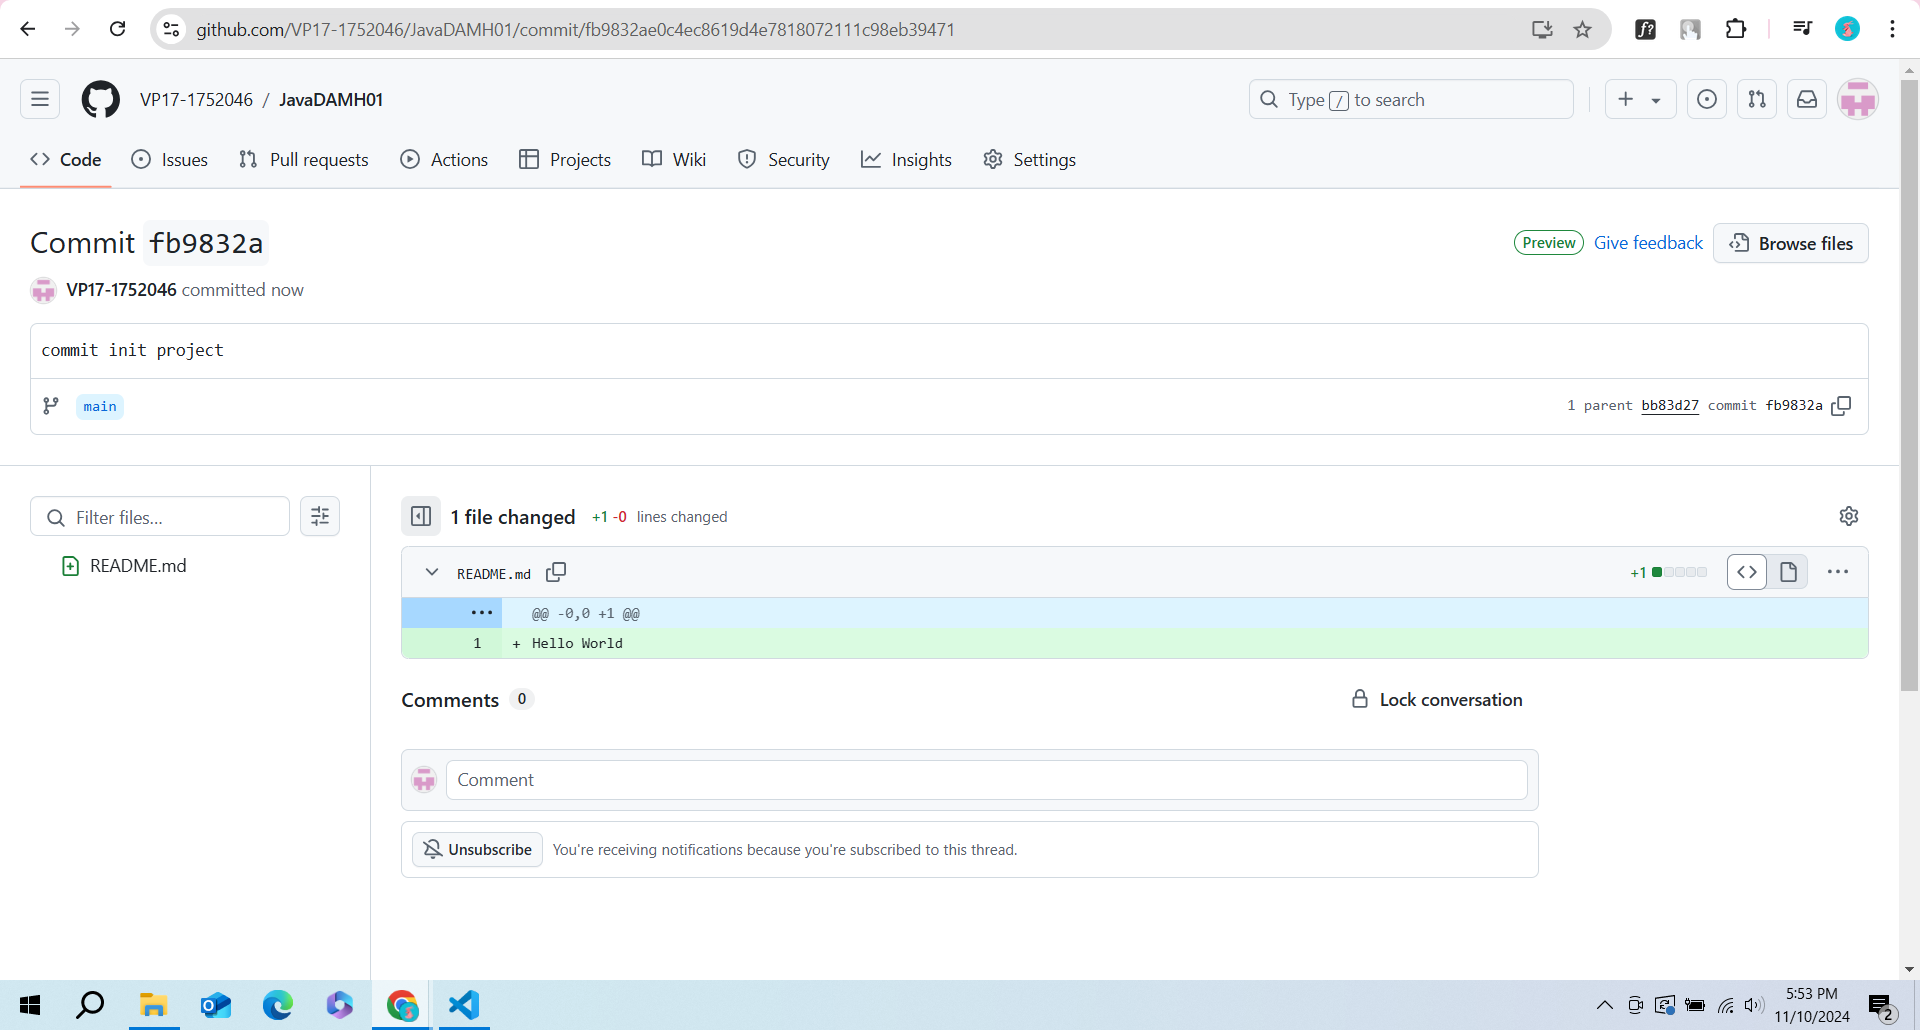 github.com/VP17-1752046/JavaDAMH01/commit/fb9832ae0c4ec8619d4e7818072111c98eb39471
f?
VP17-1752046 / JavaDAMH01
Type / to search
Code Issues Pull requests Actions Projects Wiki Security Insights Settings
Commit fb9832a
Preview Give feedback Browse files
VP17-1752046 committed now
commit init project
main
1 parent bb83d27 commit fb9832a
Filter files...
1 file changed +1 -0 lines changed
README.md
README.md
+1
@@ -0,0 +1 @@
1 + Hello World
Comments 0
Lock conversation
Comment
Unsubscribe You're receiving notifications because you're subscribed to this thread.
5:53 PM
11/10/2024
2